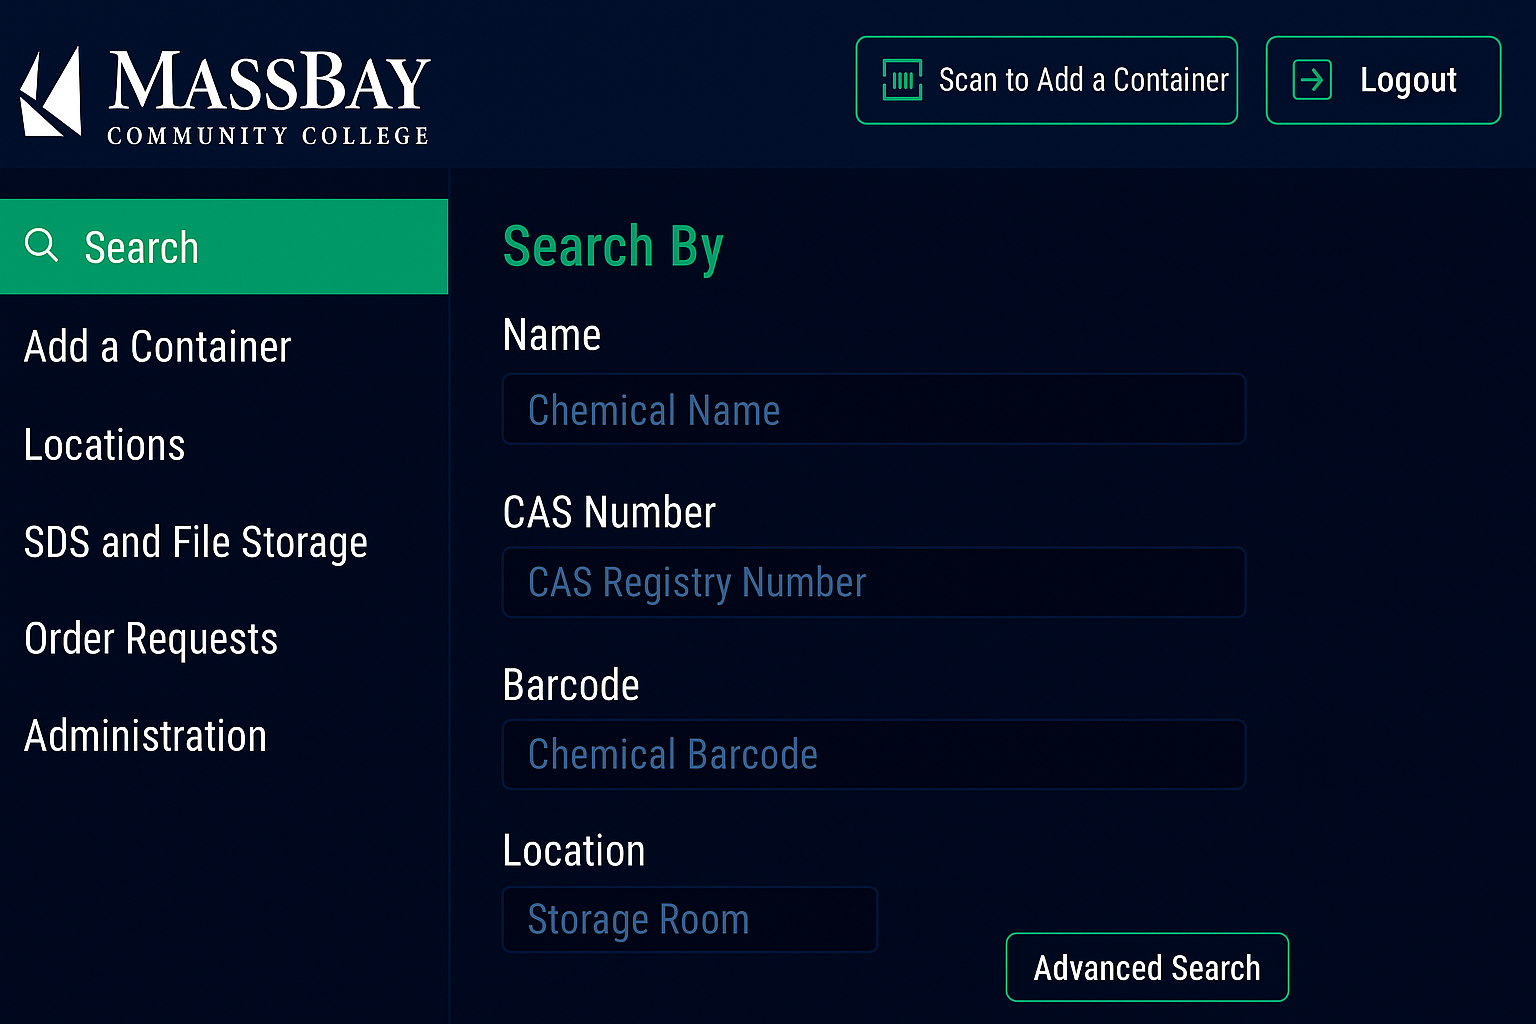 MASSBAY
COMMUNITY COLLEGE
Scan to Add a Container
Logout
Search
Add a Container
Locations
SDS and File Storage
Order Requests
Administration
Search By
Name
Chemical Name
CAS Number
CAS Registry Number
Barcode
Chemical Barcode
Location
Storage Room
Advanced Search